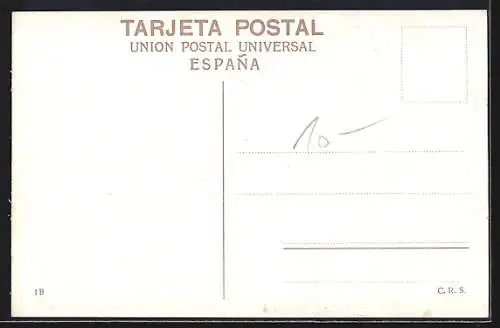 TARJETA POSTAL
UNION POSTAL UNIVERSAL
ESPAÑA
10-
1B
C. R. S.